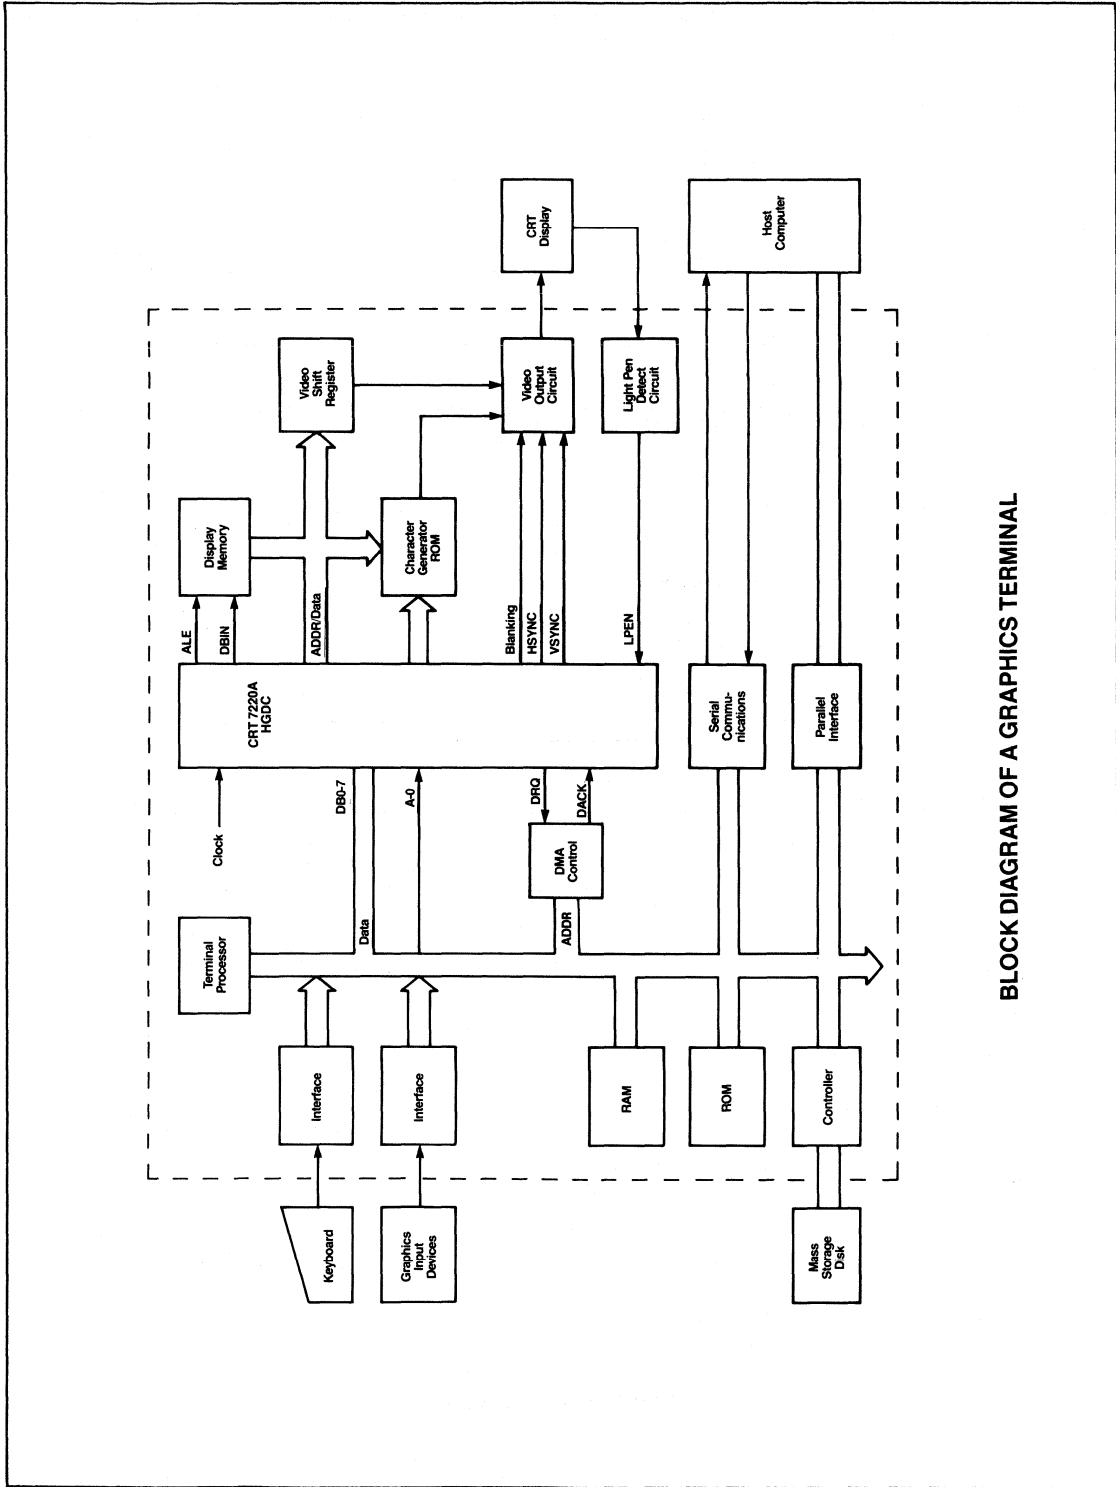 Keyboard
Graphics
Input
Devices
Mass
Storage
Disk
Interface
Interface
RAM
ROM
Controller
Terminal
Processor
Data
ADDR
Clock
DMA
Control
DB0-7
A-0
DRQ
DACK
CRT 7220A
HGDC
Serial
Commu-
nications
Parallel
Interface
ALE
DBIN
ADDR/Data
Blanking
HSYNC
VSYNC
LPEN
Display
Memory
Character
Generator
ROM
Video
Shift
Register
Video
Output
Circuit
Light Pen
Detect
Circuit
CRT
Display
Host
Computer
BLOCK DIAGRAM OF A GRAPHICS TERMINAL